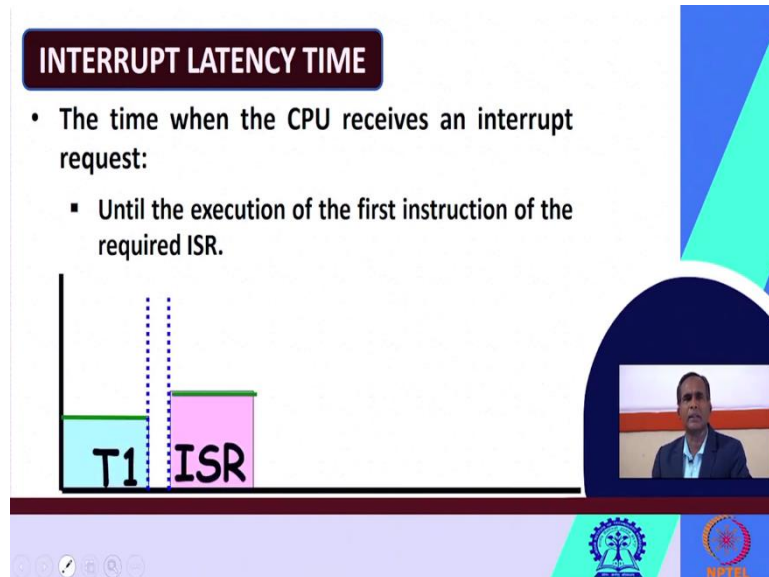 INTERRUPT LATENCY TIME
• The time when the CPU receives an interrupt
request:
▪ Until the execution of the first instruction of the
required ISR.
T1
ISR
NPTEL